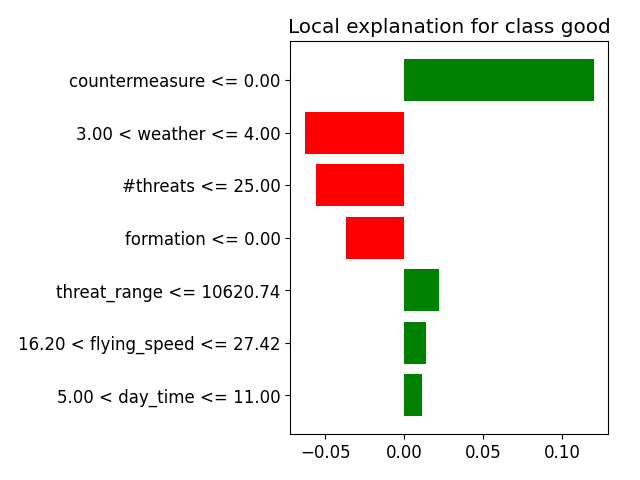 Local explanation for class good
countermeasure <= 0.00
3.00 < weather <= 4.00
#threats <= 25.00
formation <= 0.00
threat_range <= 10620.74
16.20 < flying_speed <= 27.42
5.00 < day_time <= 11.00
−0.05 0.00 0.05 0.10